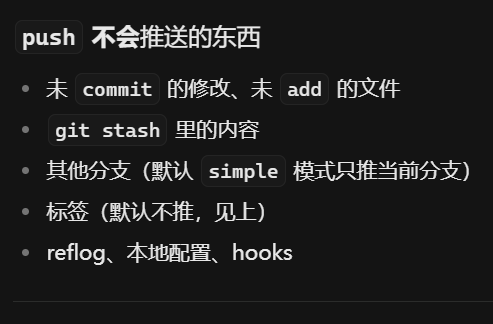 push 不会推送的东西
未 commit 的修改、未 add 的文件
git stash 里的内容
其他分支（默认 simple 模式只推当前分支）
标签（默认不推，见上）
reflog、本地配置、hooks